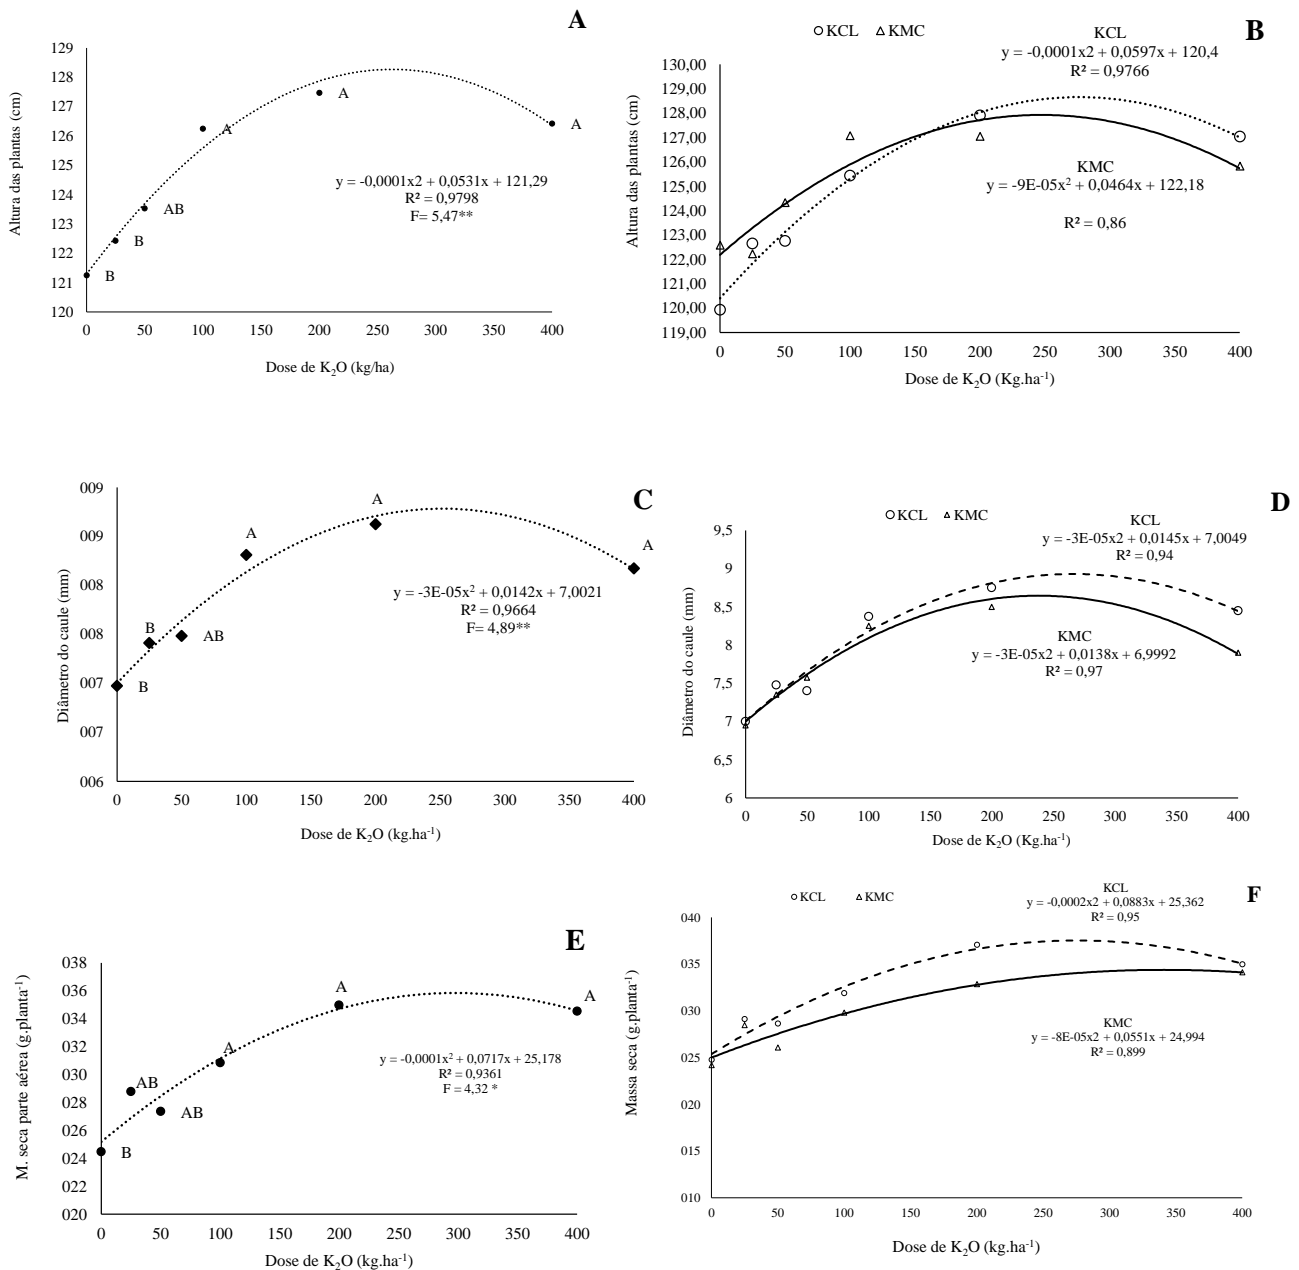 A
129
128
127
126
125
124
123
122
121
120
0 50 100 150 200 250 300 350 400
Altura das plantas (cm)
Dose de K₂O (kg/ha)
B
B
AB
A
A
A
y = -0,0001x2 + 0,0531x + 121,29
R² = 0,9798
F= 5,47**
B
KCL KMC
KCL
y = -0,0001x2 + 0,0597x + 120,4
R² = 0,9766
130,00
129,00
128,00
127,00
126,00
125,00
124,00
123,00
122,00
121,00
120,00
119,00
0 50 100 150 200 250 300 350 400
Altura das plantas (cm)
Dose de K₂O (Kg.ha⁻¹)
KMC
y = -9E-05x² + 0,0464x + 122,18
R² = 0,86
C
009
009
008
008
007
007
006
0 50 100 150 200 250 300 350 400
Diâmetro do caule (mm)
Dose de K₂O (kg.ha⁻¹)
B
B
AB
A
A
A
y = -3E-05x² + 0,0142x + 7,0021
R² = 0,9664
F= 4,89**
D
KCL KMC
KCL
y = -3E-05x2 + 0,0145x + 7,0049
R² = 0,94
9,5
9
8,5
8
7,5
7
6,5
6
0 50 100 150 200 250 300 350 400
Diâmetro do caule (mm)
Dose de K₂O (Kg.ha⁻¹)
KMC
y = -3E-05x2 + 0,0138x + 6,9992
R² = 0,97
E
038
036
034
032
030
028
026
024
022
020
0 50 100 150 200 250 300 350 400
M. seca parte aérea (g.planta⁻¹)
Dose de K₂O (kg.ha⁻¹)
B
AB
AB
A
A
A
y = -0,0001x² + 0,0717x + 25,178
R² = 0,9361
F = 4,32 *
F
KCL KMC
KCL
y = -0,0002x2 + 0,0883x + 25,362
R² = 0,95
040
035
030
025
020
015
010
0 50 100 150 200 250 300 350 400
Massa seca (g.planta⁻¹)
Dose de K₂O (kg.ha⁻¹)
KMC
y = -8E-05x2 + 0,0551x + 24,994
R² = 0,899